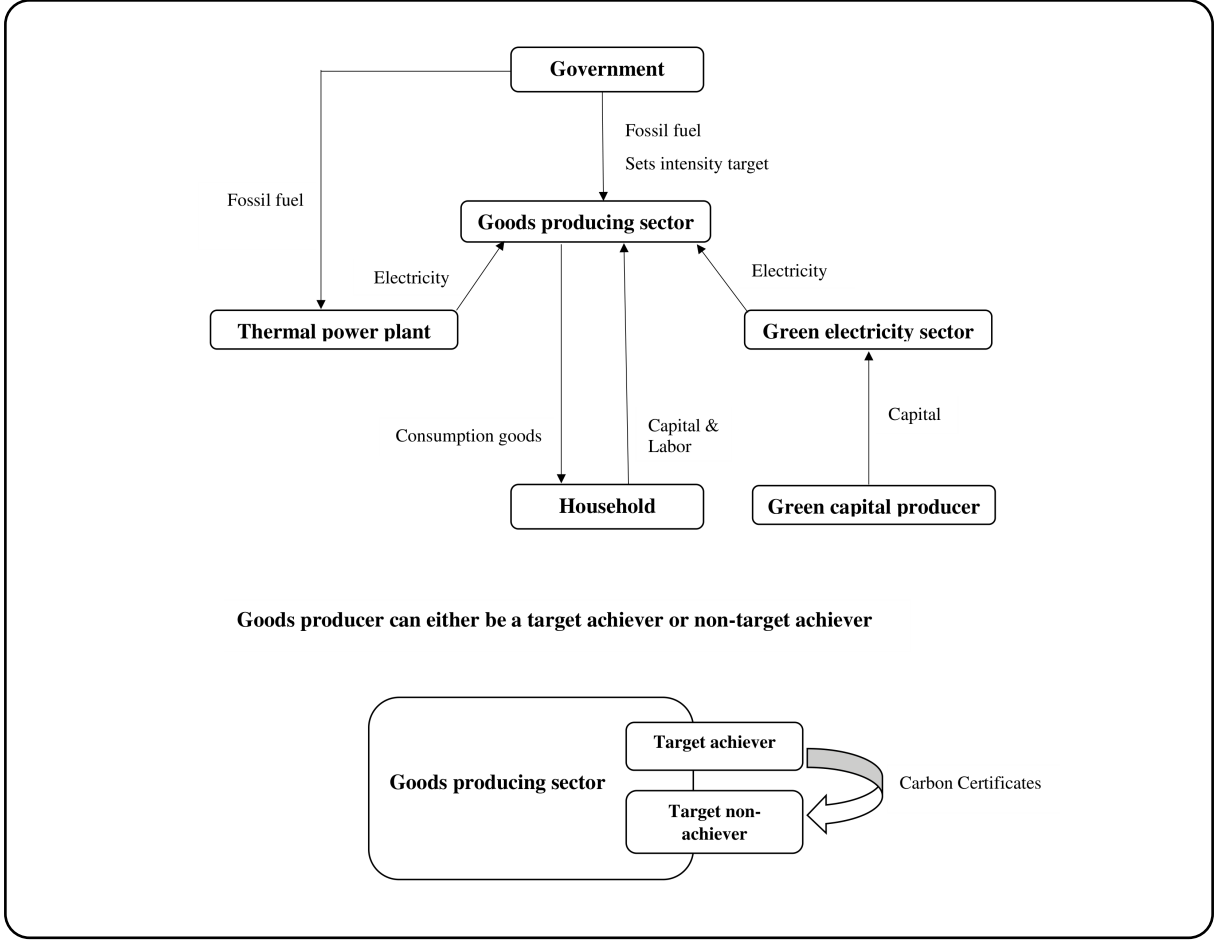 Government
Fossil fuel
Sets intensity target
Fossil fuel
Goods producing sector
Electricity
Electricity
Thermal power plant
Green electricity sector
Capital
Consumption goods
Capital &
Labor
Household
Green capital producer
Goods producer can either be a target achiever or non-target achiever
Target achiever
Goods producing sector
Carbon Certificates
Target non-
achiever